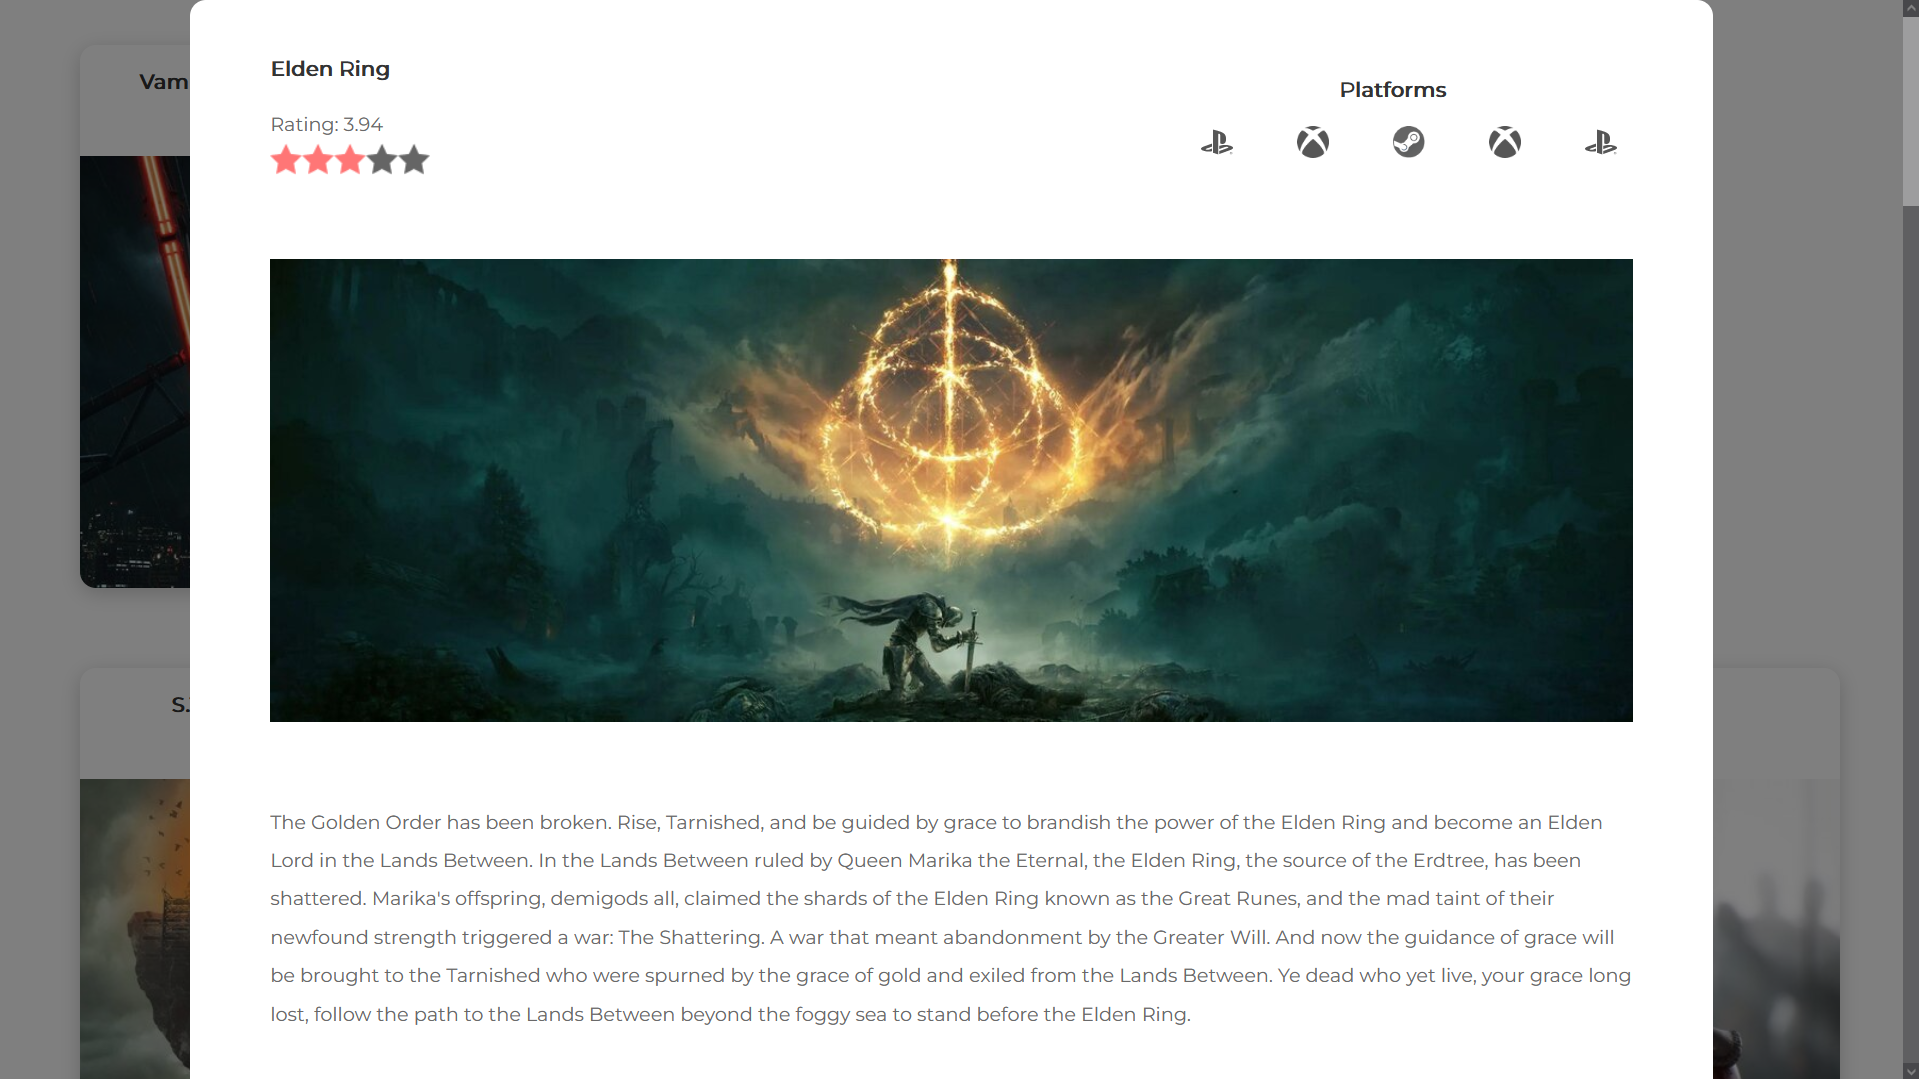 Vam
Elden Ring
Platforms
Rating: 3.94
S.
The Golden Order has been broken. Rise, Tarnished, and be guided by grace to brandish the power of the Elden Ring and become an Elden
Lord in the Lands Between. In the Lands Between ruled by Queen Marika the Eternal, the Elden Ring, the source of the Erdtree, has been
shattered. Marika's offspring, demigods all, claimed the shards of the Elden Ring known as the Great Runes, and the mad taint of their
newfound strength triggered a war: The Shattering. A war that meant abandonment by the Greater Will. And now the guidance of grace will
be brought to the Tarnished who were spurned by the grace of gold and exiled from the Lands Between. Ye dead who yet live, your grace long
lost, follow the path to the Lands Between beyond the foggy sea to stand before the Elden Ring.